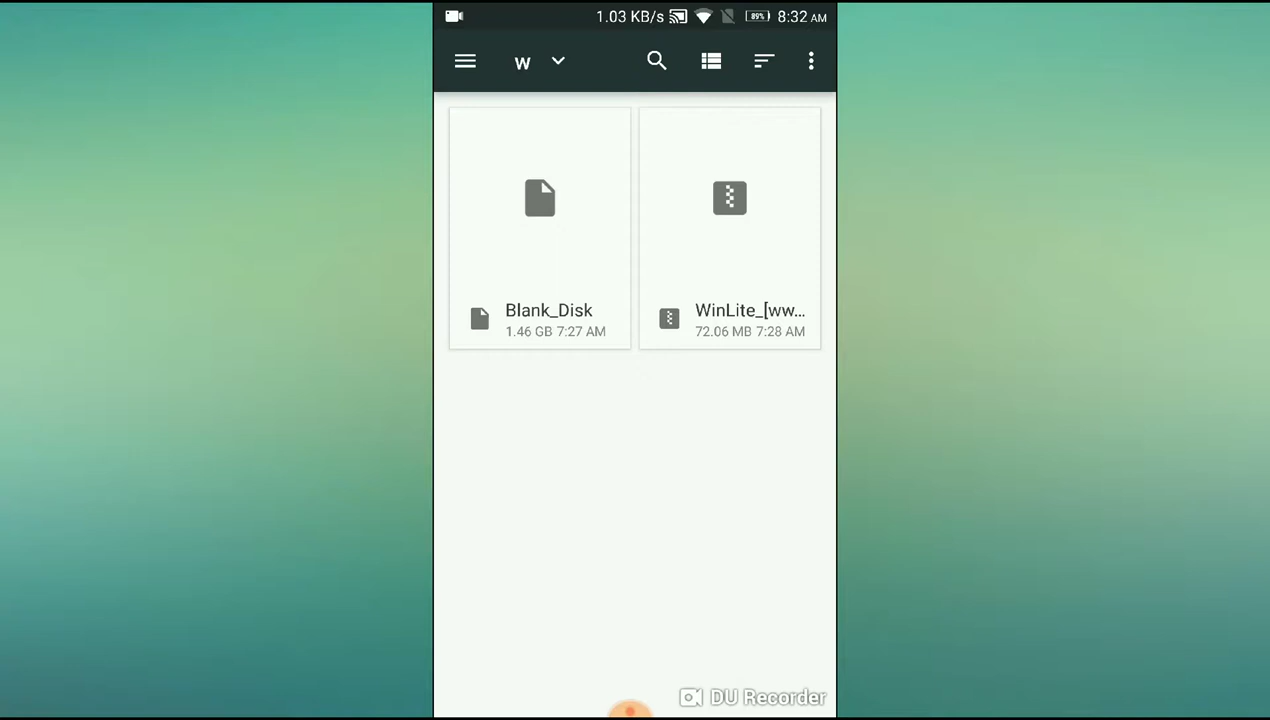 1.03 KB/s 89% 8:32 AM
w
Blank_Disk
1.46 GB 7:27 AM
WinLite_[ww...
72.06 MB 7:28 AM
DU Recorder